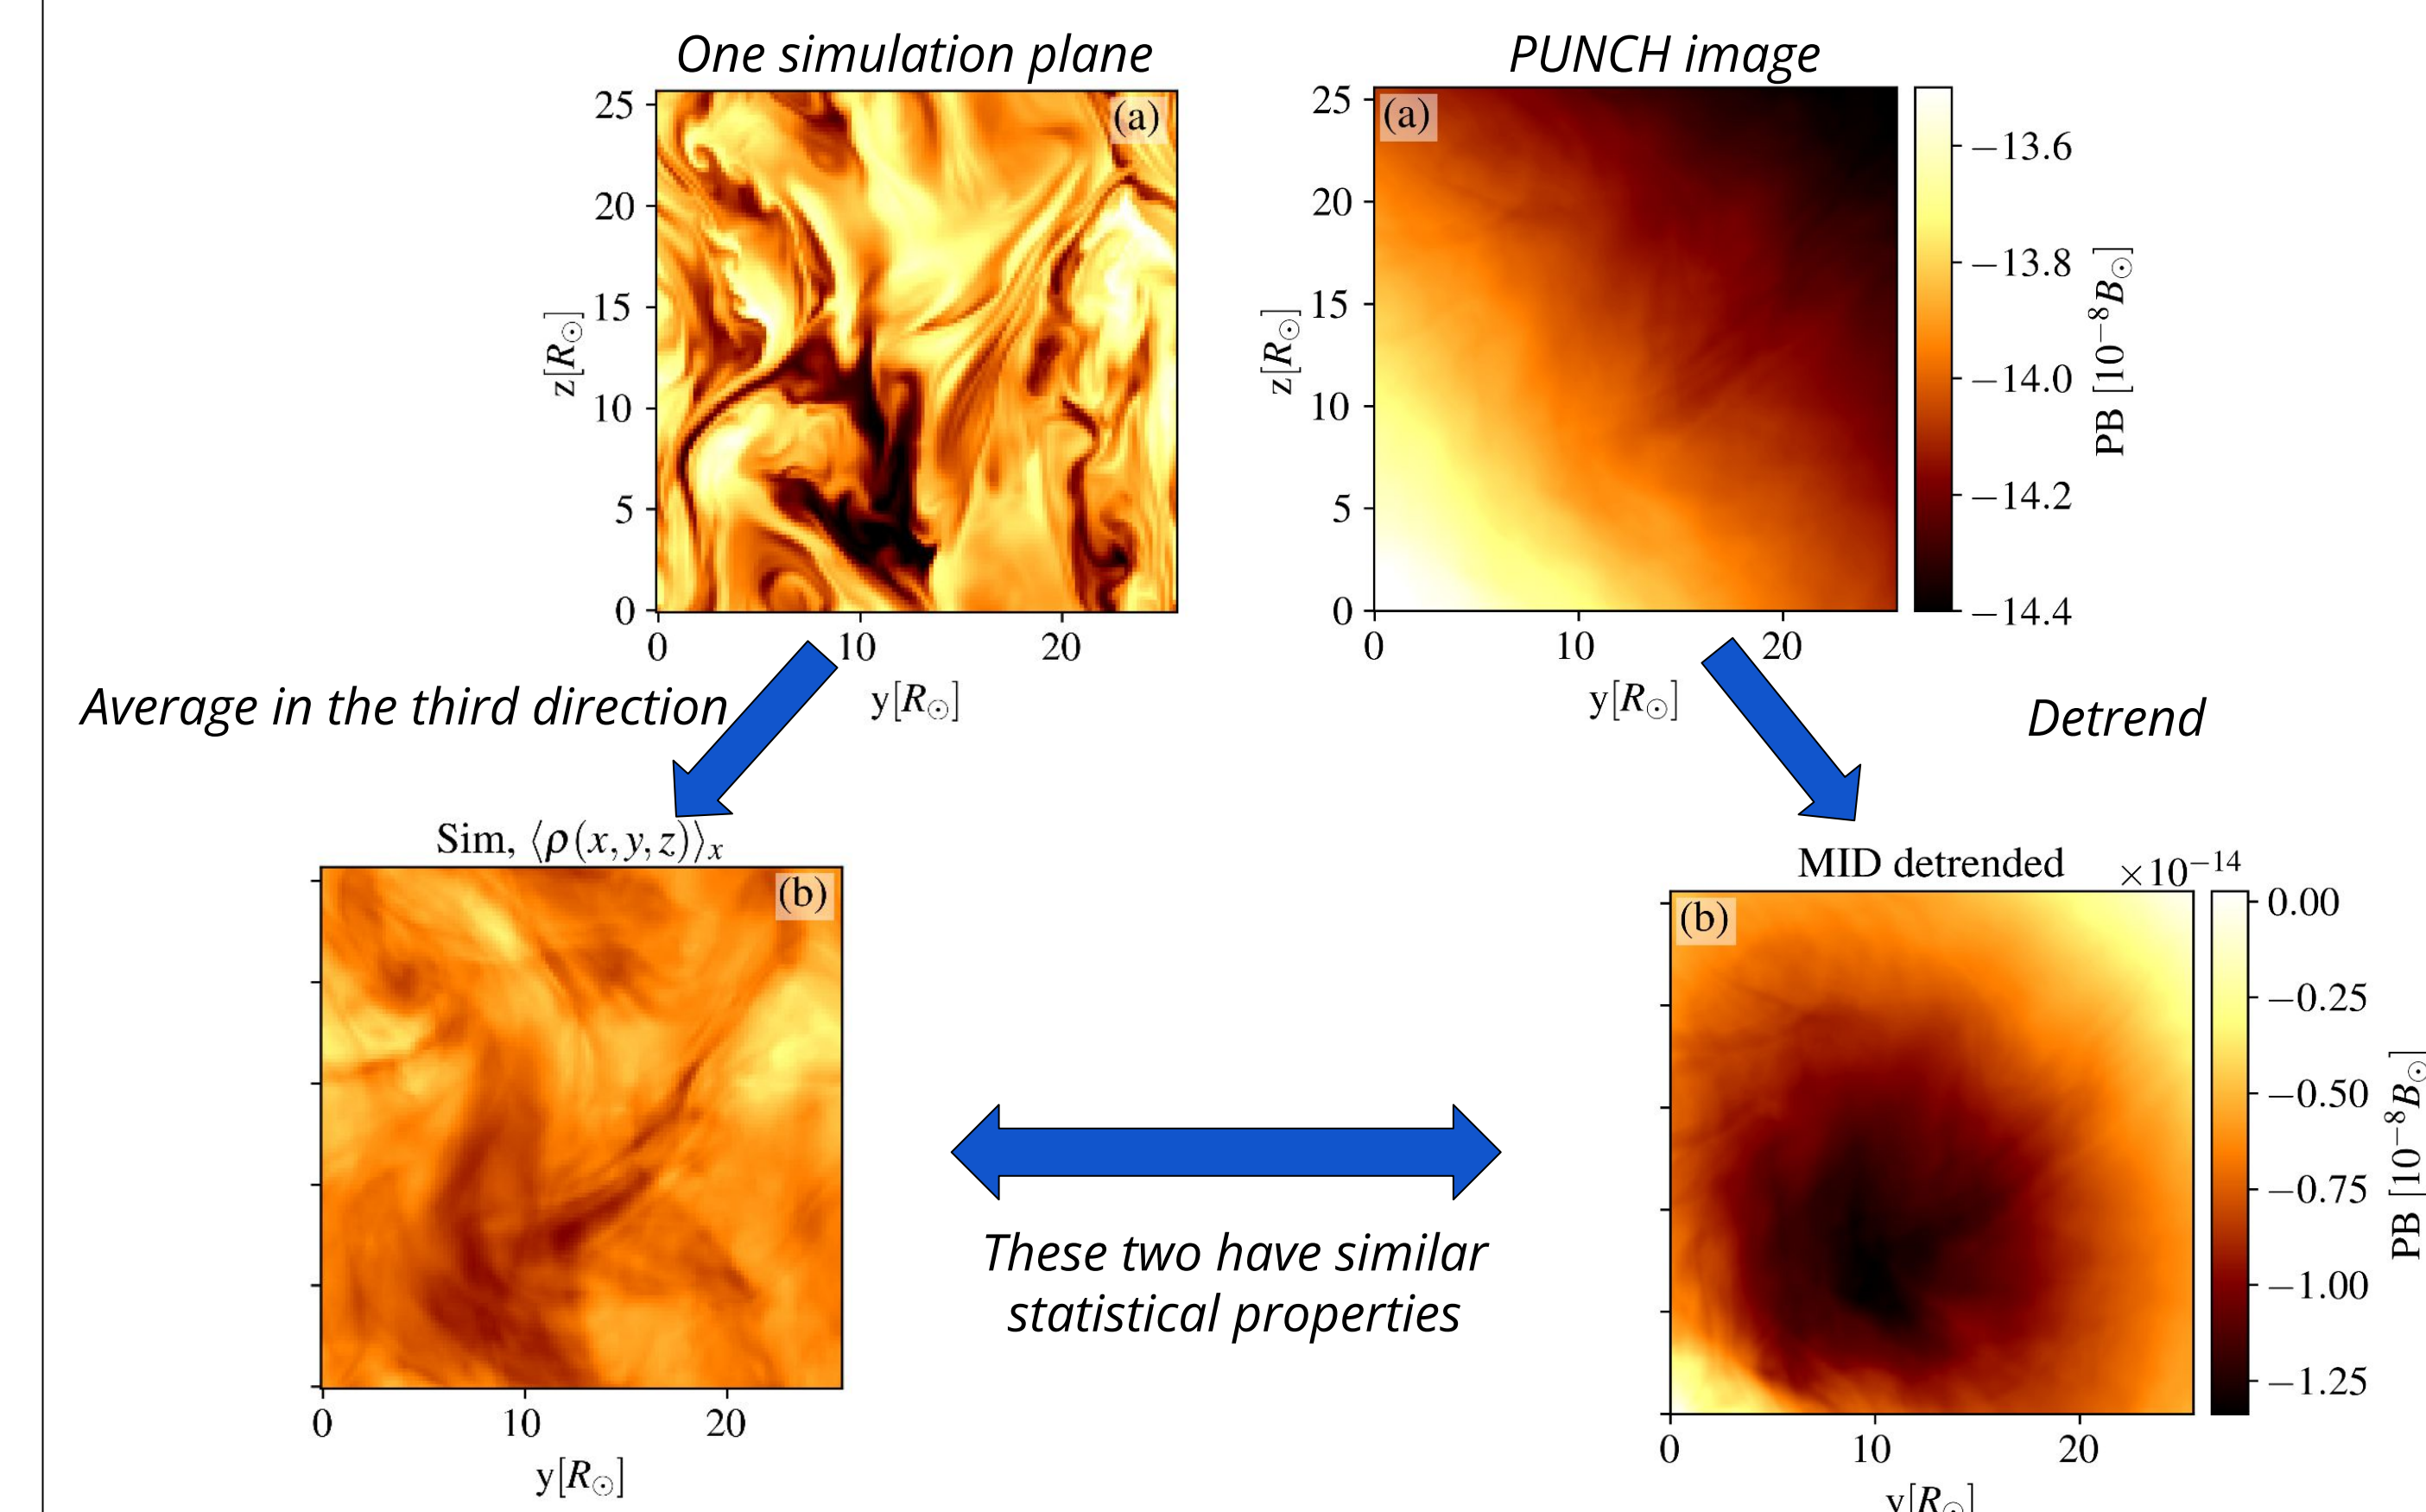 One simulation plane
PUNCH image
(a)
25
20
15
10
5
0
z[R☉]
0 10 20
y[R☉]
(a)
25
20
15
10
5
0
z[R☉]
0 10 20
y[R☉]
−13.6
−13.8
−14.0
−14.2
−14.4
PB [10⁻⁸B☉]
Average in the third direction
Detrend
Sim, ⟨ρ(x,y,z)⟩ₓ
(b)
0 10 20
y[R☉]
These two have similar
statistical properties
MID detrended
×10⁻¹⁴
(b)
0.00
−0.25
−0.50
−0.75
−1.00
−1.25
PB [10⁻⁸B☉]
0 10 20
y[R☉]